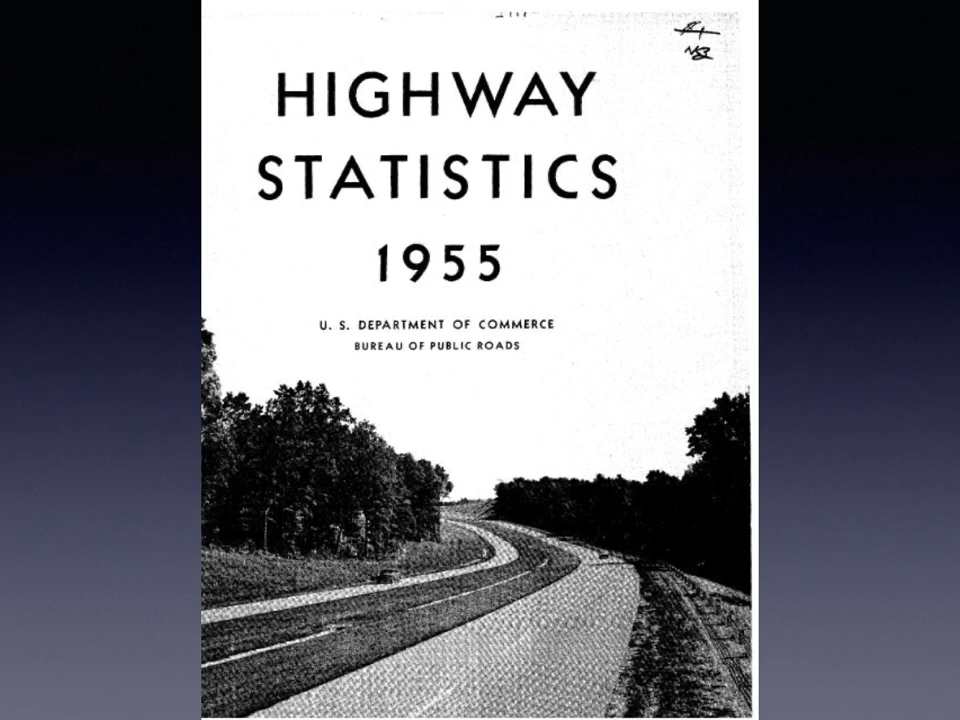 HIGHWAY
STATISTICS
1955
U. S. DEPARTMENT OF COMMERCE
BUREAU OF PUBLIC ROADS